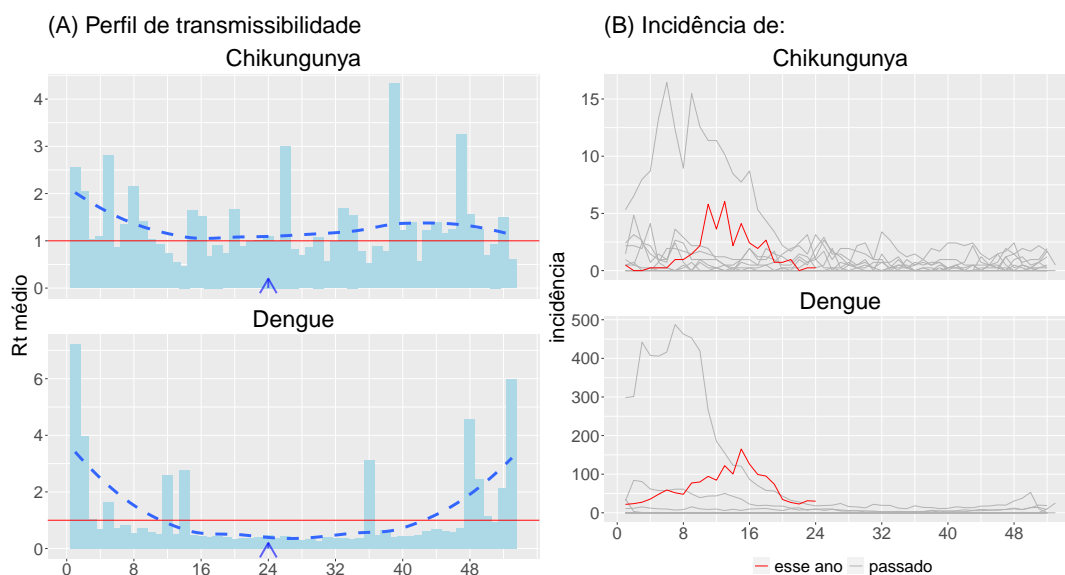 (A) Perfil de transmissibilidade
Chikungunya
4
3
2
1
0
Dengue
6
4
2
0
0 8 16 24 32 40 48
Rt médio
(B) Incidência de:
Chikungunya
15
10
5
0
Dengue
500
400
300
200
100
0
0 8 16 24 32 40 48
incidência
esse ano passado